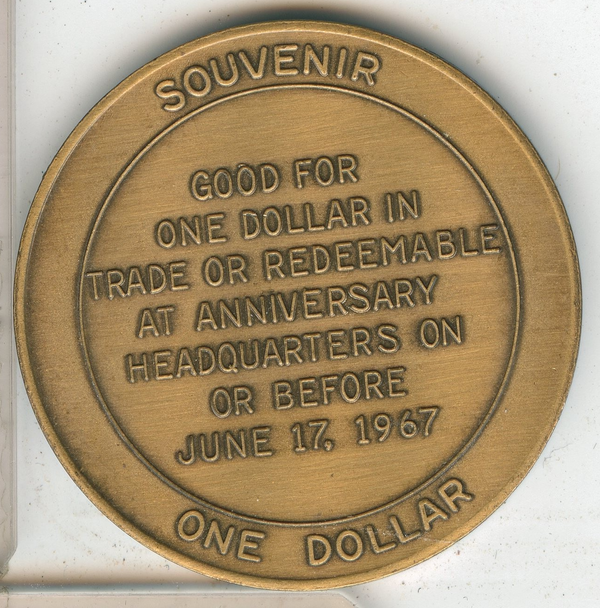 SOUVENIR
GOOD FOR
ONE DOLLAR IN
TRADE OR REDEEMABLE
AT ANNIVERSARY
HEADQUARTERS ON
OR BEFORE
JUNE 17, 1967
ONE DOLLAR